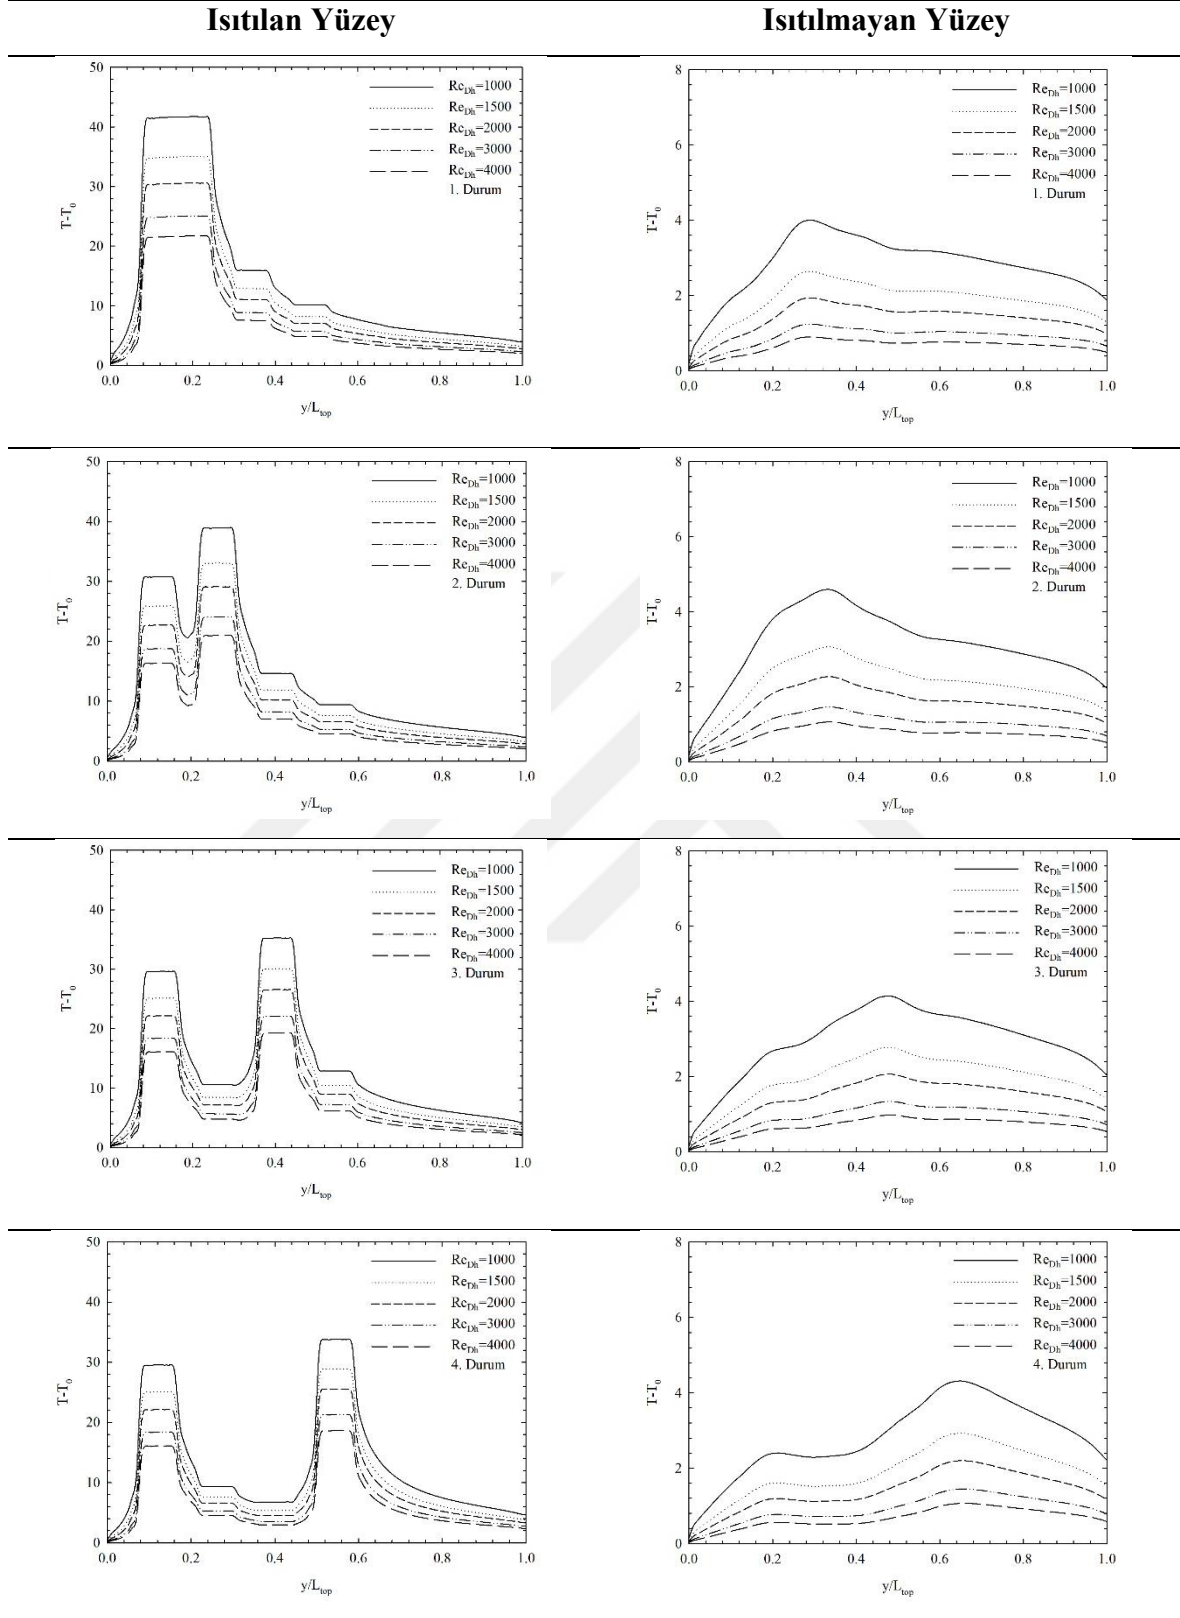 Isıtılan Yüzey
Isıtılmayan Yüzey
50
40
30
20
10
0
T-T0
0.0 0.2 0.4 0.6 0.8 1.0
y/Ltop
ReDh=1000
ReDh=1500
ReDh=2000
ReDh=3000
ReDh=4000
1. Durum
8
6
4
2
0
T-T0
0.0 0.2 0.4 0.6 0.8 1.0
y/Ltop
ReDh=1000
ReDh=1500
ReDh=2000
ReDh=3000
ReDh=4000
1. Durum
50
40
30
20
10
0
T-T0
0.0 0.2 0.4 0.6 0.8 1.0
y/Ltop
ReDh=1000
ReDh=1500
ReDh=2000
ReDh=3000
ReDh=4000
2. Durum
8
6
4
2
0
T-T0
0.0 0.2 0.4 0.6 0.8 1.0
y/Ltop
ReDh=1000
ReDh=1500
ReDh=2000
ReDh=3000
ReDh=4000
2. Durum
50
40
30
20
10
0
T-T0
0.0 0.2 0.4 0.6 0.8 1.0
y/Ltop
ReDh=1000
ReDh=1500
ReDh=2000
ReDh=3000
ReDh=4000
3. Durum
8
6
4
2
0
T-T0
0.0 0.2 0.4 0.6 0.8 1.0
y/Ltop
ReDh=1000
ReDh=1500
ReDh=2000
ReDh=3000
ReDh=4000
3. Durum
50
40
30
20
10
0
T-T0
0.0 0.2 0.4 0.6 0.8 1.0
y/Ltop
ReDh=1000
ReDh=1500
ReDh=2000
ReDh=3000
ReDh=4000
4. Durum
8
6
4
2
0
T-T0
0.0 0.2 0.4 0.6 0.8 1.0
y/Ltop
ReDh=1000
ReDh=1500
ReDh=2000
ReDh=3000
ReDh=4000
4. Durum